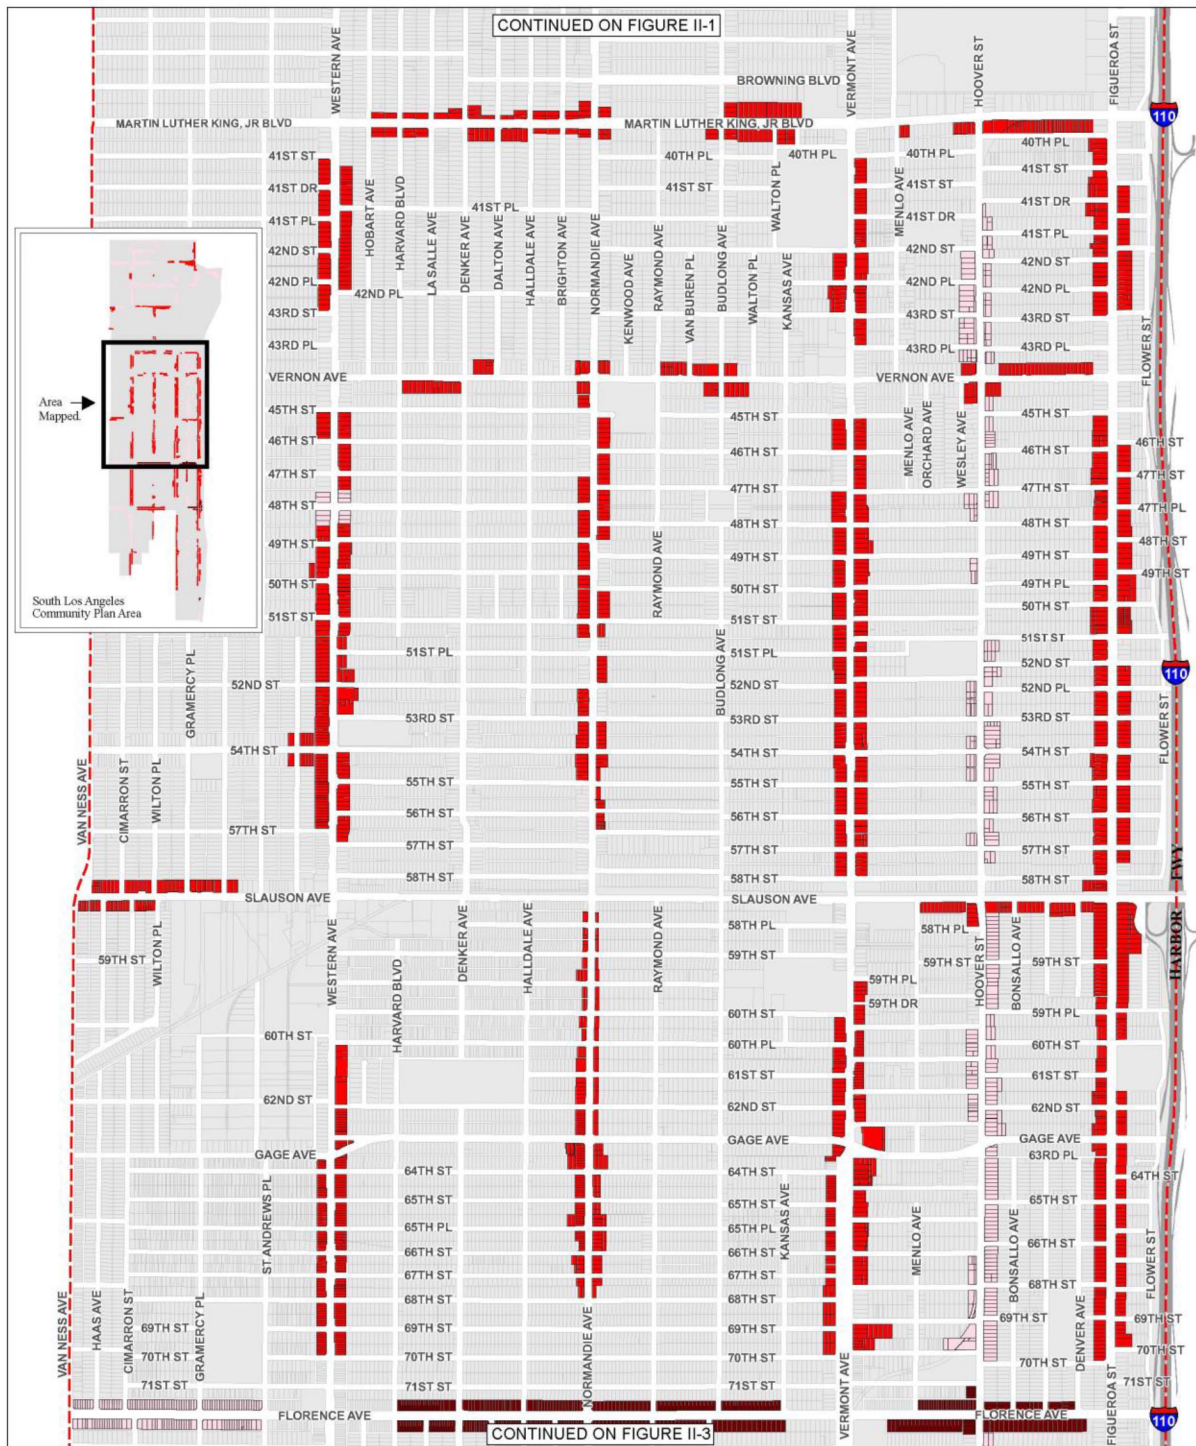 CONTINUED ON FIGURE II-1
WESTERN AVE
VERMONT AVE
HOOVER ST
FIGUEROA ST
BROWNING BLVD
MARTIN LUTHER KING, JR BLVD
MARTIN LUTHER KING, JR BLVD
110
41ST ST
40TH PL
40TH PL
40TH PL
40TH PL
41ST ST
41ST DR
41ST ST
41ST ST
41ST DR
41ST PL
41ST PL
41ST DR
41ST PL
42ND ST
42ND ST
42ND ST
42ND PL
42ND PL
42ND PL
42ND PL
43RD ST
43RD ST
43RD ST
43RD PL
43RD PL
43RD PL
HOBART AVE
HARVARD BLVD
LA SALLE AVE
DENKER AVE
DALTON AVE
HALLDALE AVE
BRIGHTON AVE
NORMANDIE AVE
KENWOOD AVE
RAYMOND AVE
VAN BUREN PL
BUDLONG AVE
WALTON PL
WALTON PL
KANSAS AVE
MENLO AVE
FLOWER ST
VERNON AVE
VERNON AVE
Area
Mapped.
South Los Angeles
Community Plan Area
45TH ST
45TH ST
45TH ST
46TH ST
46TH ST
46TH ST
46TH ST
47TH ST
47TH ST
47TH ST
47TH ST
47TH PL
48TH ST
48TH ST
48TH ST
48TH ST
49TH ST
49TH ST
49TH ST
49TH ST
49TH PL
50TH ST
50TH ST
50TH ST
51ST ST
51ST ST
51ST ST
MENLO AVE
ORCHARD AVE
WESLEY AVE
RAYMOND AVE
51ST PL
51ST PL
52ND ST
52ND ST
52ND ST
52ND PL
110
53RD ST
53RD ST
53RD ST
54TH ST
54TH ST
54TH ST
55TH ST
55TH ST
55TH ST
56TH ST
56TH ST
56TH ST
57TH ST
57TH ST
57TH ST
57TH ST
58TH ST
58TH ST
58TH ST
GRAMERCY PL
BUDLONG AVE
FLOWER ST
VAN NESS AVE
CIMARRON ST
WILTON PL
SLAUSON AVE
SLAUSON AVE
HARBOR FWY
58TH PL
58TH PL
59TH ST
59TH ST
59TH ST
59TH ST
59TH PL
59TH DR
59TH PL
60TH ST
60TH ST
60TH ST
60TH PL
61ST ST
61ST ST
62ND ST
62ND ST
62ND ST
WILTON PL
WESTERN AVE
HARVARD BLVD
DENKER AVE
HALLDALE AVE
RAYMOND AVE
HOOVER ST
BONSALLO AVE
GAGE AVE
GAGE AVE
GAGE AVE
63RD PL
64TH ST
64TH ST
64TH ST
65TH ST
65TH ST
65TH ST
65TH PL
65TH PL
66TH ST
66TH ST
66TH ST
67TH ST
67TH ST
68TH ST
68TH ST
68TH ST
69TH ST
69TH ST
69TH ST
69TH ST
69TH ST
70TH ST
70TH ST
70TH ST
70TH ST
70TH ST
71ST ST
71ST ST
71ST ST
71ST ST
VAN NESS AVE
HAAS AVE
CIMARRON ST
GRAMERCY PL
ST ANDREWS PL
NORMANDIE AVE
KANSAS AVE
VERMONT AVE
MENLO AVE
BONSALLO AVE
DENVER AVE
FIGUEROA ST
FLOWER ST
FLORENCE AVE
FLORENCE AVE
110
CONTINUED ON FIGURE II-3